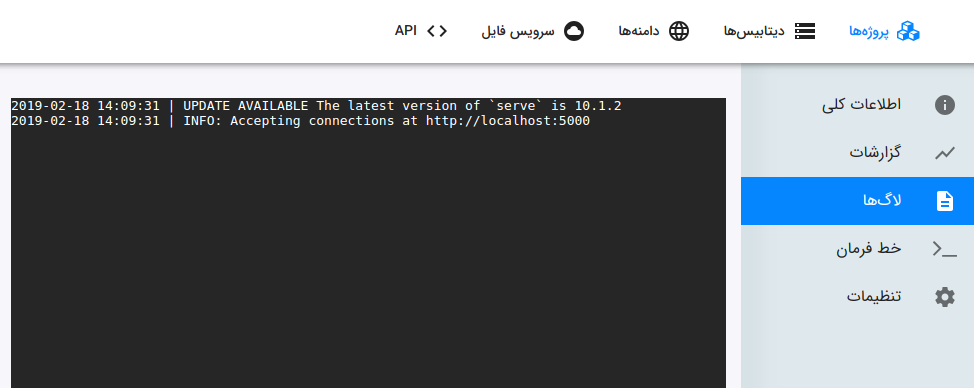 پروژه‌ها
دیتابیس‌ها
دامنه‌ها
سرویس فایل
API
اطلاعات کلی
گزارشات
لاگ‌ها
خط فرمان
تنظیمات
2019-02-18 14:09:31 | UPDATE AVAILABLE The latest version of `serve` is 10.1.2
2019-02-18 14:09:31 | INFO: Accepting connections at http://localhost:5000